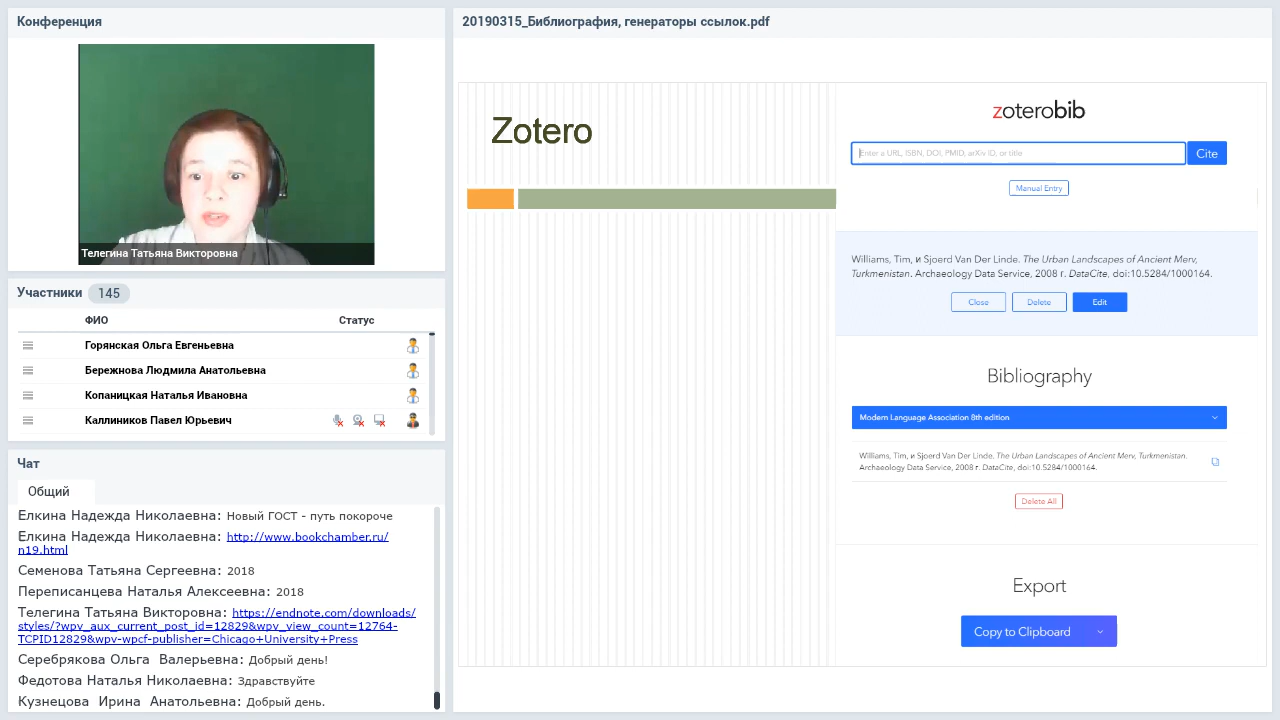 Конференция
Телегина Татьяна Викторовна
Участники 145
ФИО Статус
Горянская Ольга Евгеньевна
Бережнова Людмила Анатольевна
Копаницкая Наталья Ивановна
Каллиников Павел Юрьевич
Чат
Общий
Елкина Надежда Николаевна: Новый ГОСТ - путь покороче
Елкина Надежда Николаевна: http://www.bookchamber.ru/
n19.html
Семенова Татьяна Сергеевна: 2018
Переписанцева Наталья Алексеевна: 2018
Телегина Татьяна Викторовна: https://endnote.com/downloads/
styles/?wpv_aux_current_post_id=12829&wpv_view_count=12764-
TCPID12829&wpv-wpcf-publisher=Chicago+University+Press
Серебрякова Ольга Валерьевна: Добрый день!
Федотова Наталья Николаевна: Здравствуйте
Кузнецова Ирина Анатольевна: Добрый день.
20190315_Библиография, генераторы ссылок.pdf
Zotero
zoterobib
Enter a URL, ISBN, DOI, PMID, arXiv ID, or title
Cite
Manual Entry
Williams, Tim, и Sjoerd Van Der Linde. The Urban Landscapes of Ancient Merv,
Turkmenistan. Archaeology Data Service, 2008 г. DataCite, doi:10.5284/1000164.
Close Delete Edit
Bibliography
Modern Language Association 8th edition
Williams, Tim, и Sjoerd Van Der Linde. The Urban Landscapes of Ancient Merv, Turkmenistan.
Archaeology Data Service, 2008 г. DataCite, doi:10.5284/1000164.
Delete All
Export
Copy to Clipboard